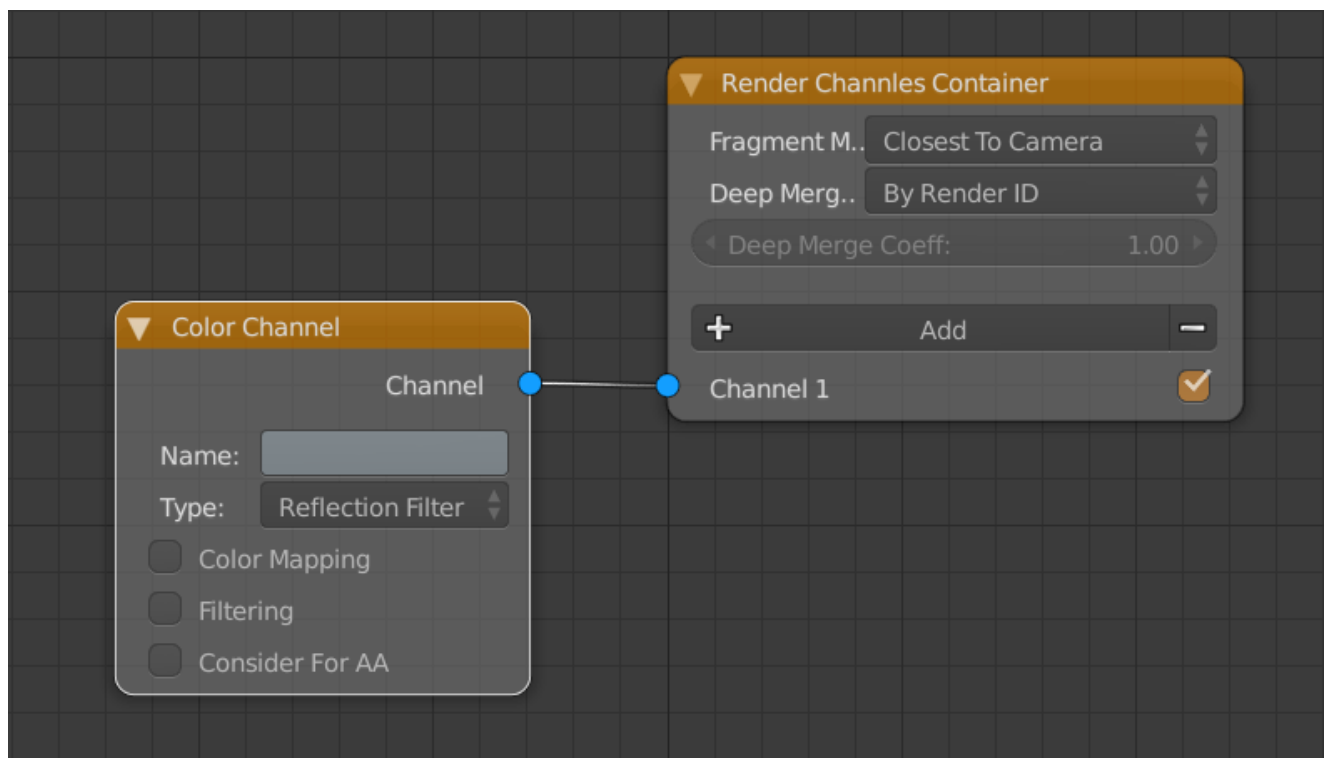 Render Channles Container
Fragment M.. Closest To Camera
Deep Merg.. By Render ID
Deep Merge Coeff: 1.00
Add
Channel 1
Color Channel
Channel
Name:
Type: Reflection Filter
Color Mapping
Filtering
Consider For AA